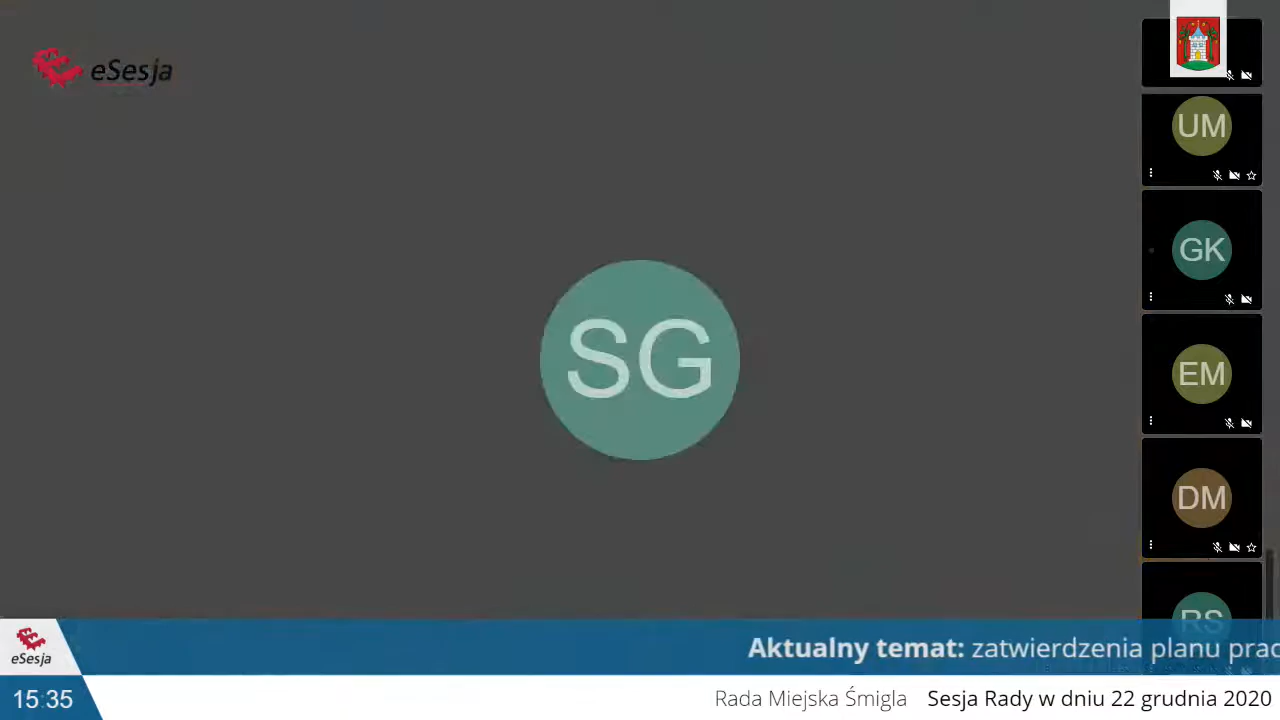 eSesja
UM
GK
SG
EM
DM
RS
Aktualny temat: zatwierdzenia planu prac
eSesja
15:35
Rada Miejska Śmigla Sesja Rady w dniu 22 grudnia 2020